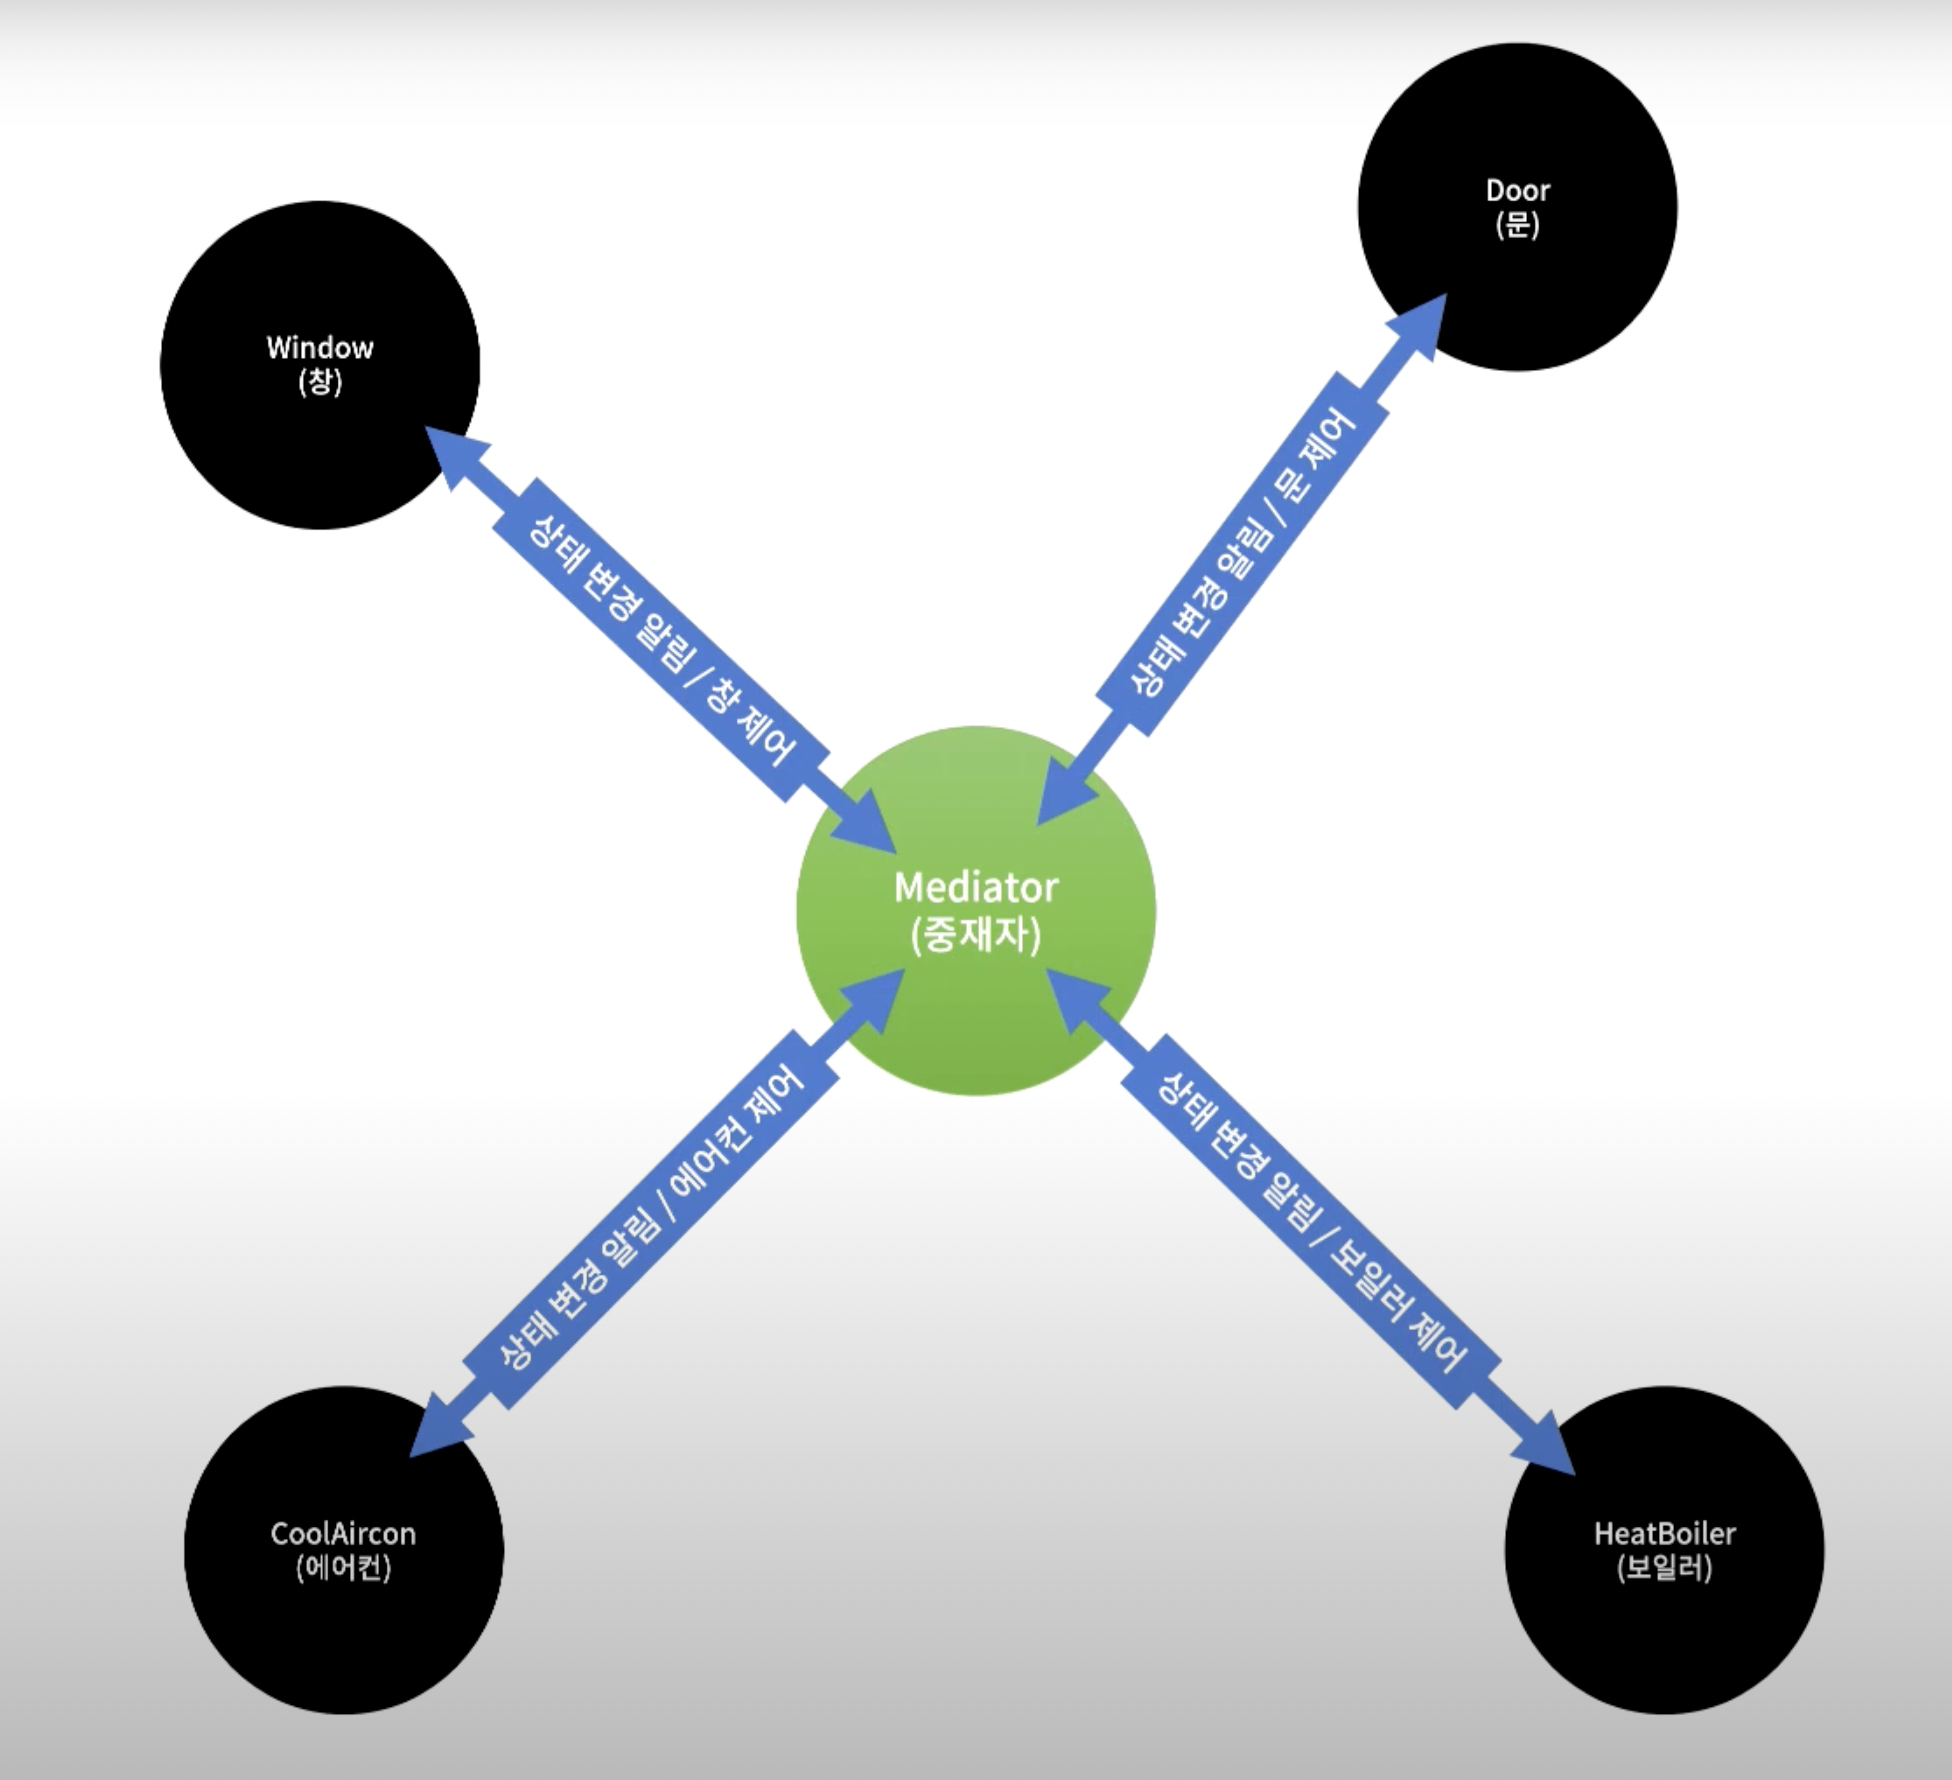 Door
(문)
Window
(창)
상태 변경 알림 / 창 제어
상태 변경 알림 / 문 제어
Mediator
(중재자)
상태 변경 알림 / 에어컨 제어
상태 변경 알림 / 보일러 제어
CoolAircon
(에어컨)
HeatBoiler
(보일러)